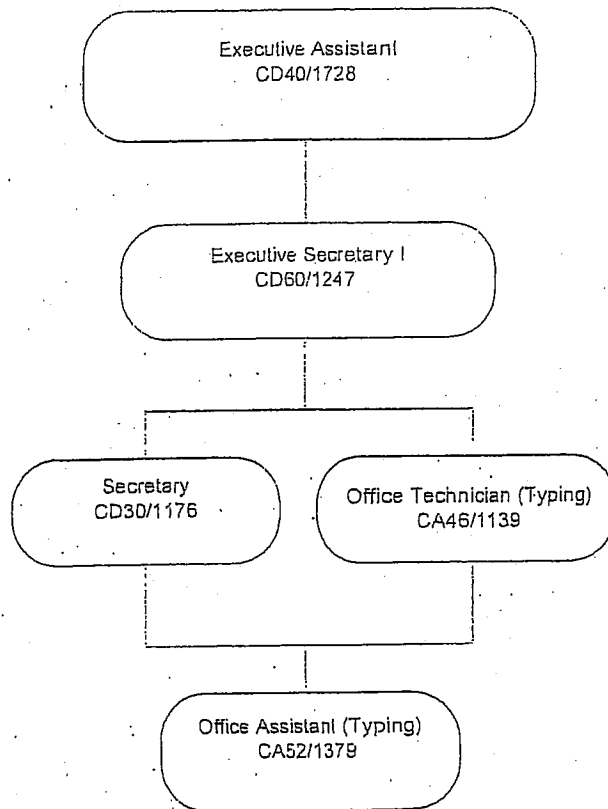 Executive Assistant
CD40/1728
Executive Secretary I
CD60/1247
Secretary
CD30/1176
Office Technician (Typing)
CA46/1139
Office Assistant (Typing)
CA52/1379